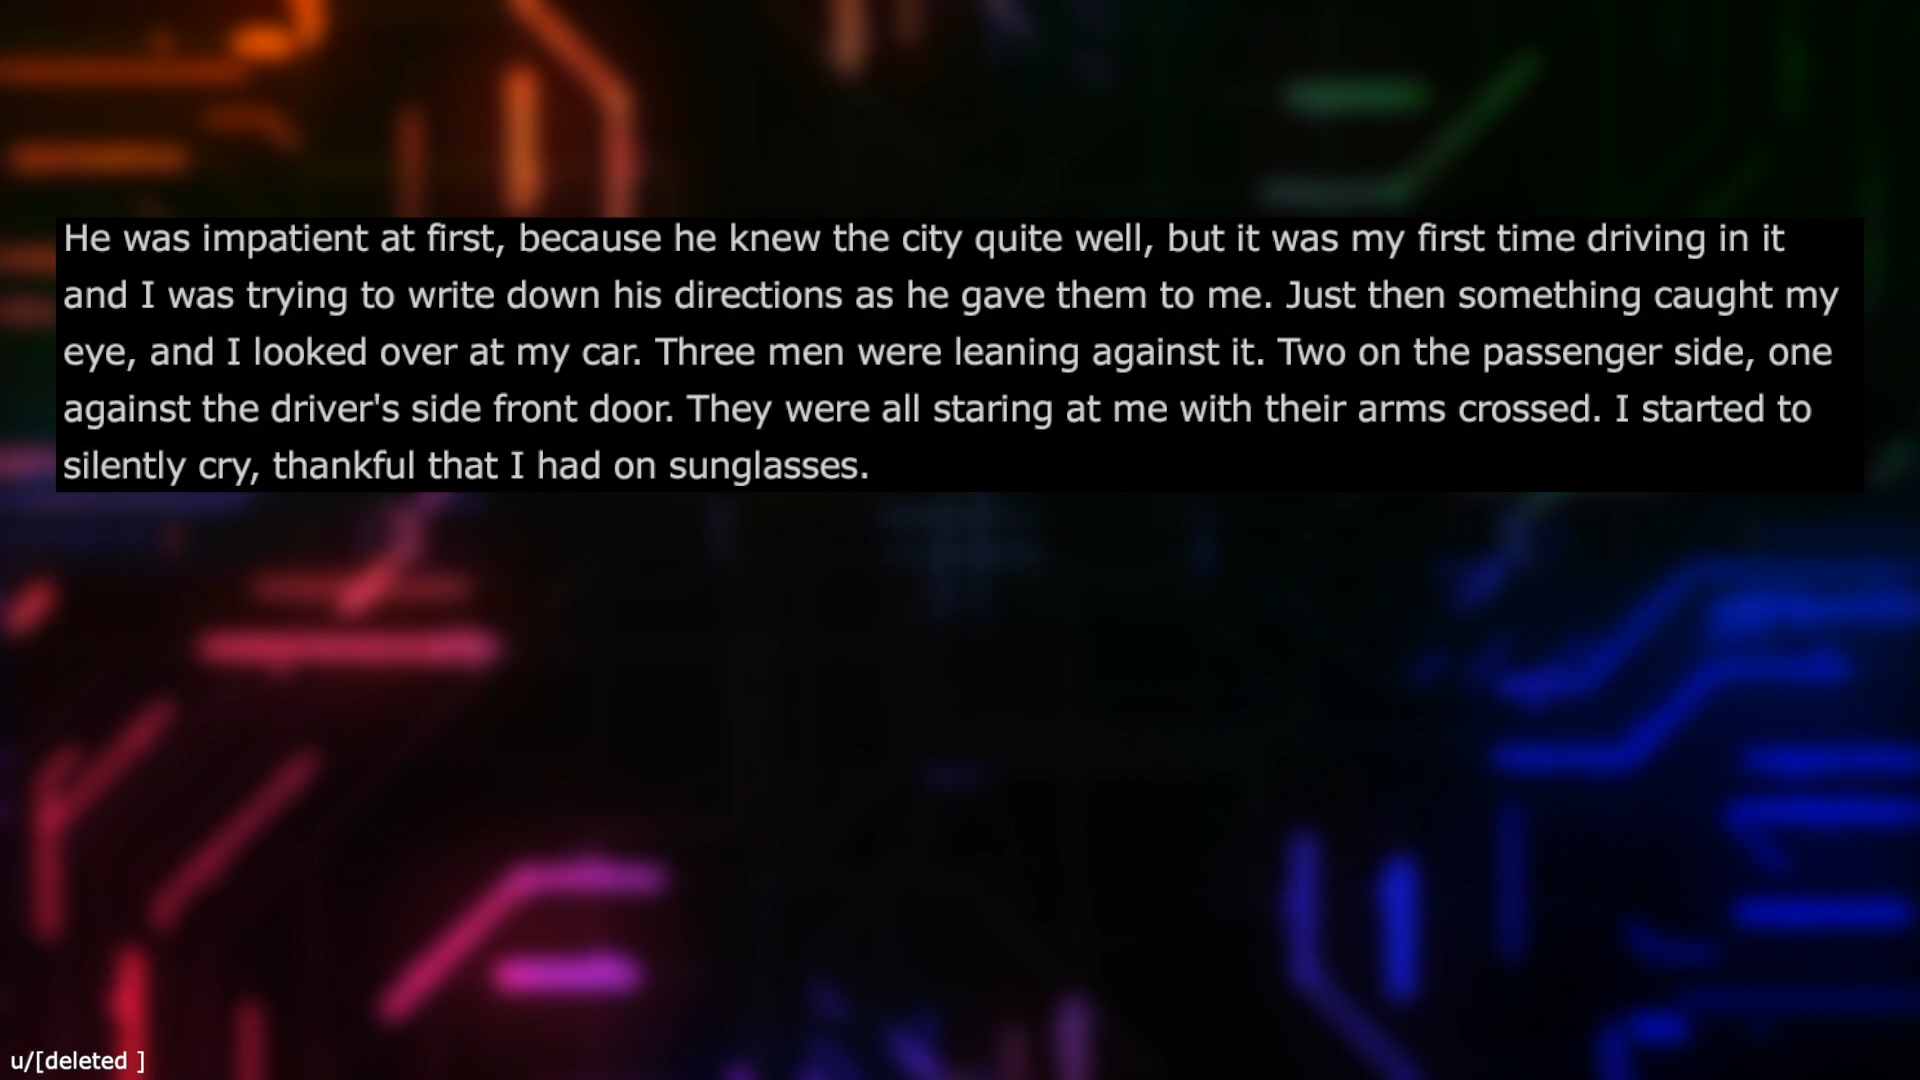 He was impatient at first, because he knew the city quite well, but it was my first time driving in it
and I was trying to write down his directions as he gave them to me. Just then something caught my
eye, and I looked over at my car. Three men were leaning against it. Two on the passenger side, one
against the driver's side front door. They were all staring at me with their arms crossed. I started to
silently cry, thankful that I had on sunglasses.
u/[deleted ]